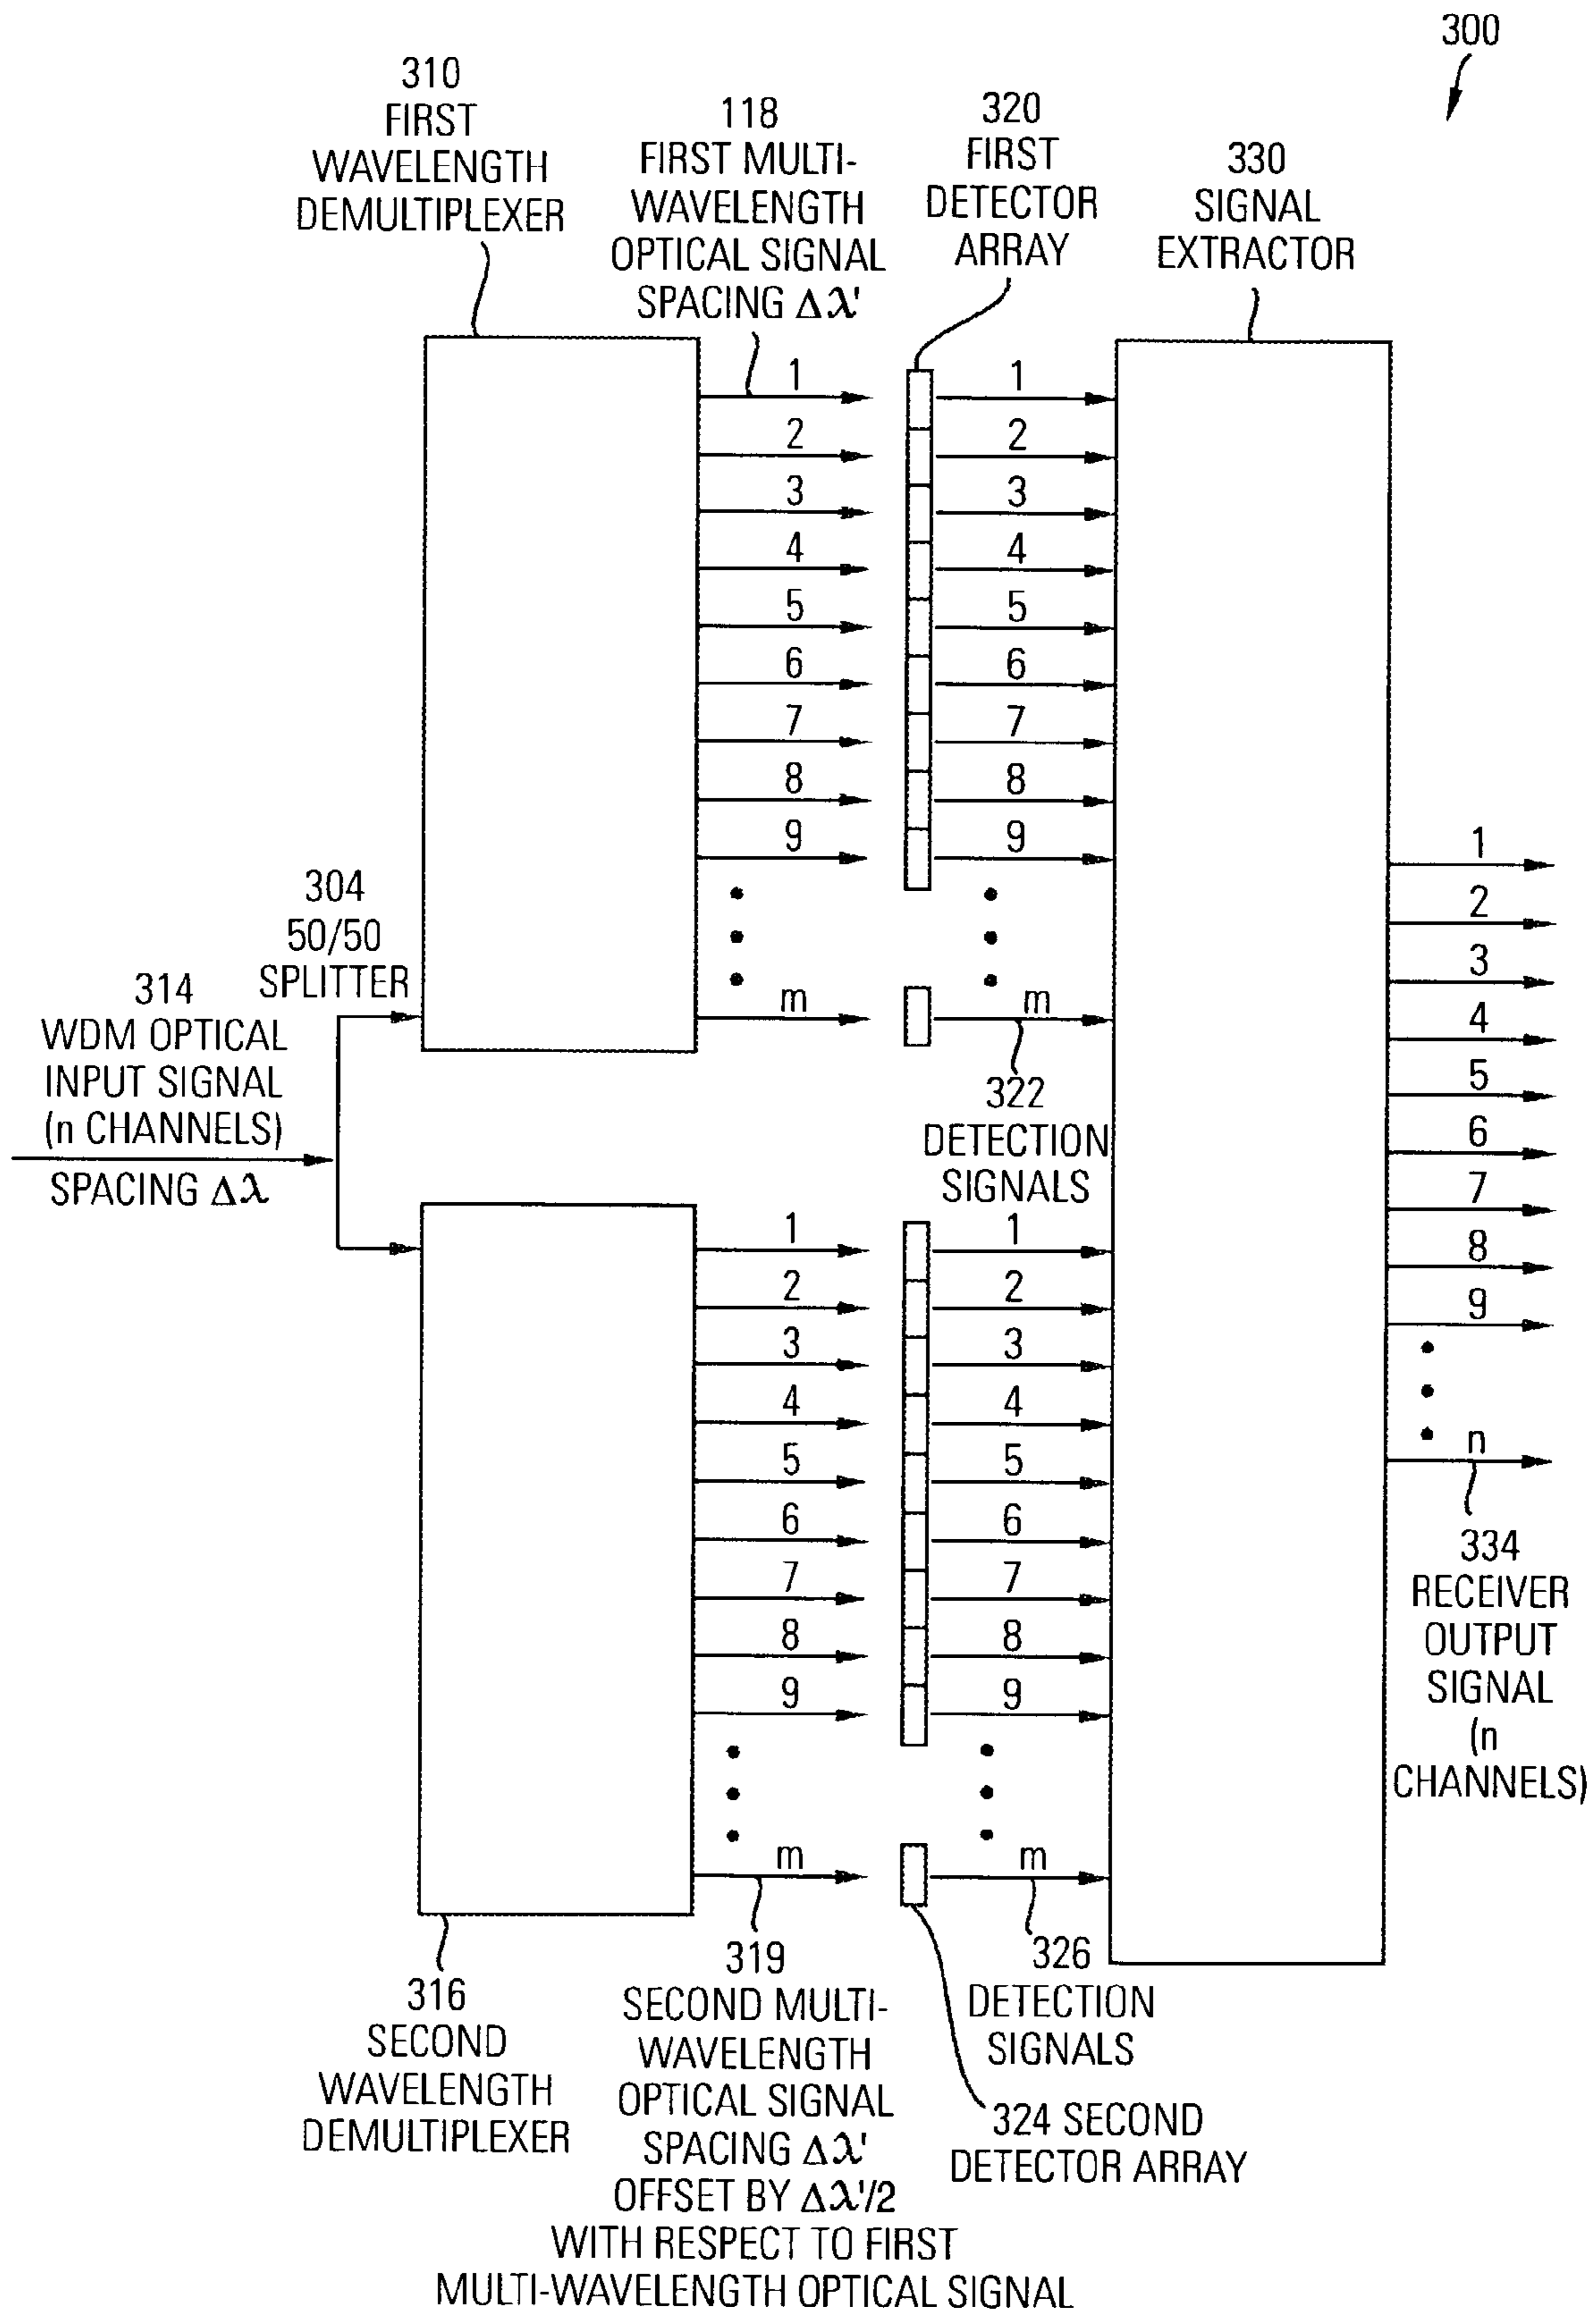 300
310
FIRST
WAVELENGTH
DEMULTIPLEXER
118
FIRST MULTI-
WAVELENGTH
OPTICAL SIGNAL
SPACING Δλ'
320
FIRST
DETECTOR
ARRAY
330
SIGNAL
EXTRACTOR
1 1
2 2
3 3
4 4
5 5
6 6
7 7
8 8
9 9
m m
304
50/50
SPLITTER
314
WDM OPTICAL
INPUT SIGNAL
(n CHANNELS)
SPACING Δλ
322
DETECTION
SIGNALS
1 1
2 2
3 3
4 4
5 5
6 6
7 7
8 8
9 9
m m
1
2
3
4
5
6
7
8
9
n
334
RECEIVER
OUTPUT
SIGNAL
(n
CHANNELS)
316
SECOND
WAVELENGTH
DEMULTIPLEXER
319
SECOND MULTI-
WAVELENGTH
OPTICAL SIGNAL
SPACING Δλ'
OFFSET BY Δλ'/2
WITH RESPECT TO FIRST
MULTI-WAVELENGTH OPTICAL SIGNAL
326
DETECTION
SIGNALS
324 SECOND
DETECTOR ARRAY